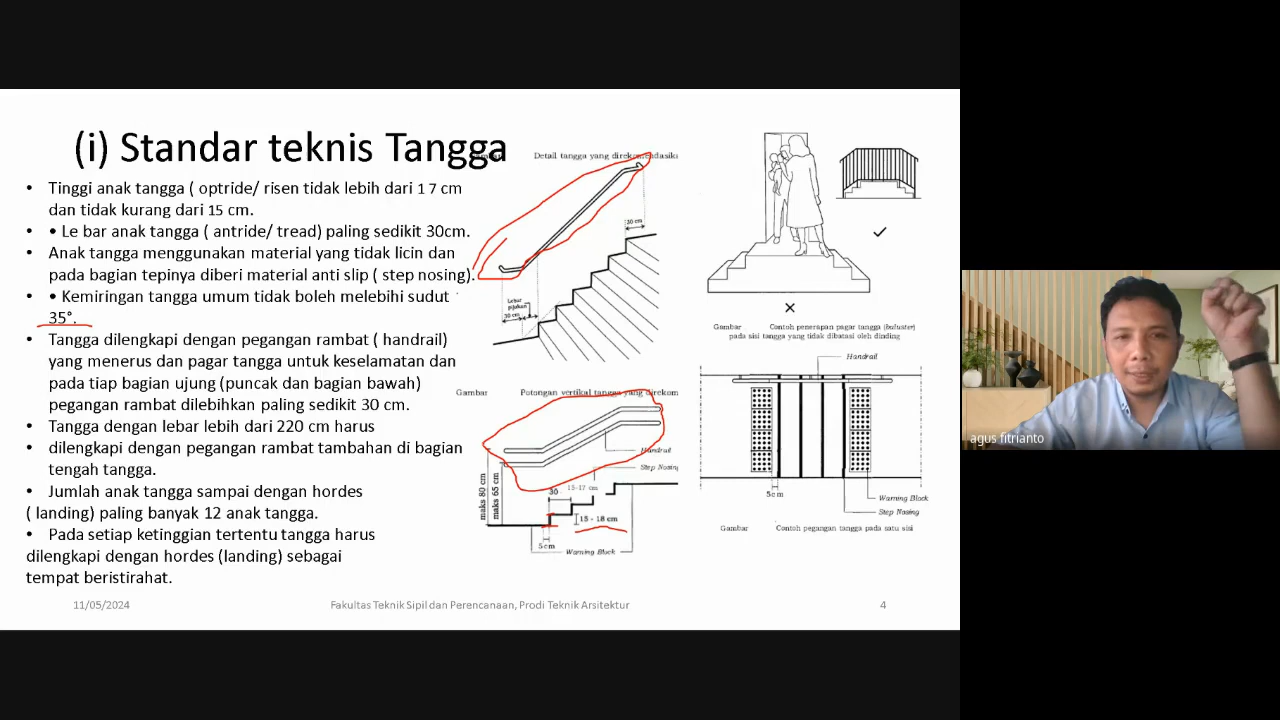 (i) Standar teknis Tangga
• Tinggi anak tangga ( optride/ risen tidak lebih dari 1 7 cm
dan tidak kurang dari 15 cm.
• • Le bar anak tangga ( antride/ tread) paling sedikit 30cm.
• Anak tangga menggunakan material yang tidak licin dan
pada bagian tepinya diberi material anti slip ( step nosing).
• • Kemiringan tangga umum tidak boleh melebihi sudut
35°.
• Tangga dilengkapi dengan pegangan rambat ( handrail)
yang menerus dan pagar tangga untuk keselamatan dan
pada tiap bagian ujung (puncak dan bagian bawah)
pegangan rambat dilebihkan paling sedikit 30 cm.
• Tangga dengan lebar lebih dari 220 cm harus
• dilengkapi dengan pegangan rambat tambahan di bagian
tengah tangga.
• Jumlah anak tangga sampai dengan hordes
( landing) paling banyak 12 anak tangga.
• Pada setiap ketinggian tertentu tangga harus
dilengkapi dengan hordes (landing) sebagai
tempat beristirahat.
Detail tangga yang direkomendasika
30 cm
Lebar
pijakan
30 cm
Gambar Potongan vertikal tangga yang direkom
Handrail
Step Nosing
maks 80 cm
maks 65 cm
30
15-17 cm
15 - 18 cm
5cm
Warning Block
Gambar Contoh penerapan pagar tangga (baluster)
pada sisi tangga yang tidak dibatasi oleh dinding
Handrail
5cm
Warning Block
Step Nosing
Gambar Contoh pegangan tangga pada satu sisi
11/05/2024
Fakultas Teknik Sipil dan Perencanaan, Prodi Teknik Arsitektur
4
agus fitrianto